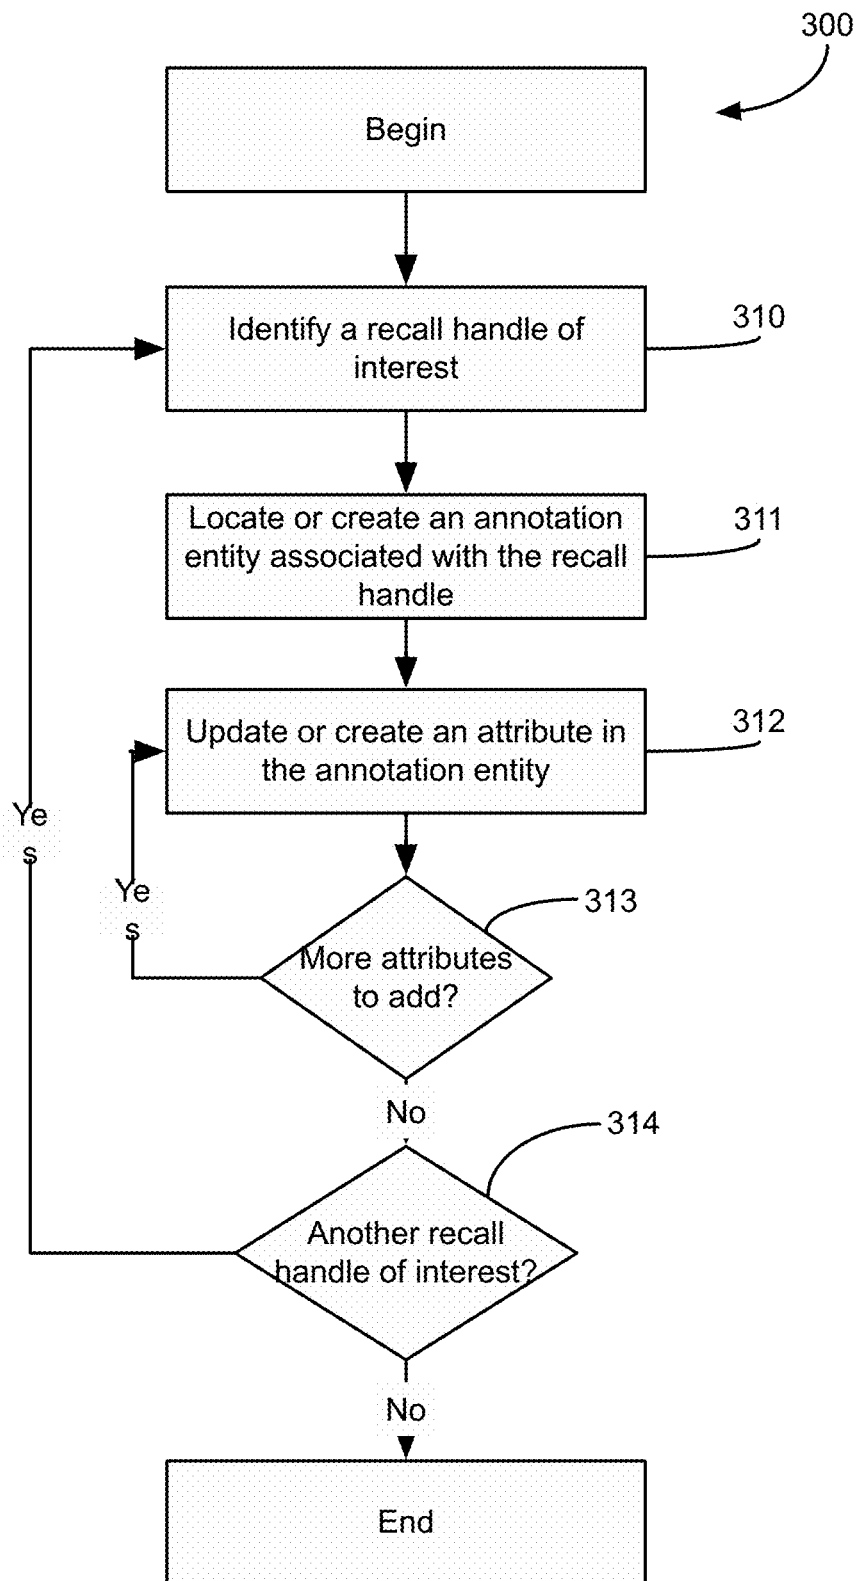 300
Begin
Identify a recall handle of
interest
310
Locate or create an annotation
entity associated with the recall
handle
311
Update or create an attribute in
the annotation entity
312
Ye
s
Ye
s
313
More attributes
to add?
No
314
Another recall
handle of interest?
No
End